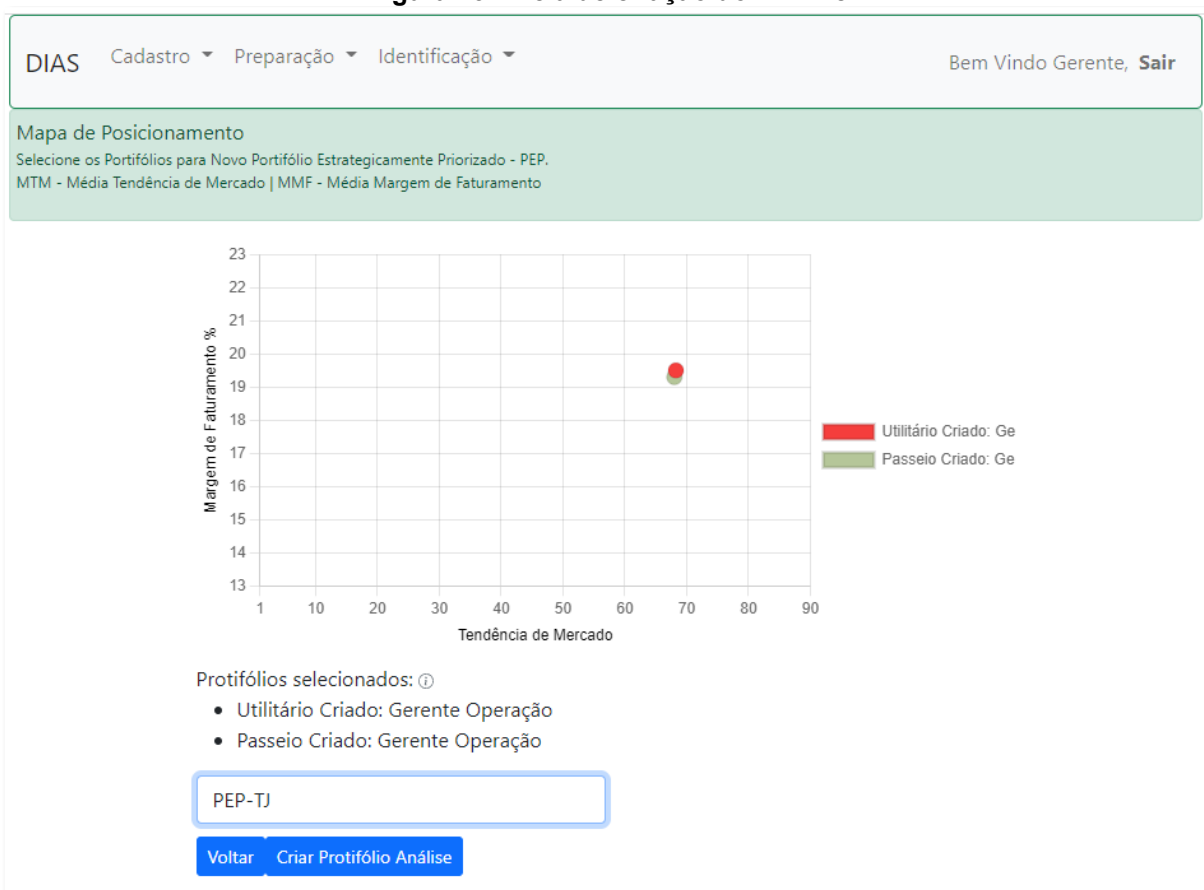 DIAS Cadastro Preparação Identificação Bem Vindo Gerente, Sair
Mapa de Posicionamento
Selecione os Portifólios para Novo Portifólio Estrategicamente Priorizado - PEP.
MTM - Média Tendência de Mercado | MMF - Média Margem de Faturamento
23
22
21
20
19
18
17
16
15
14
13
Margem de Faturamento %
1 10 20 30 40 50 60 70 80 90
Tendência de Mercado
Utilitário Criado: Ge
Passeio Criado: Ge
Protifólios selecionados:
Utilitário Criado: Gerente Operação
Passeio Criado: Gerente Operação
PEP-TJ
Voltar Criar Protifólio Análise